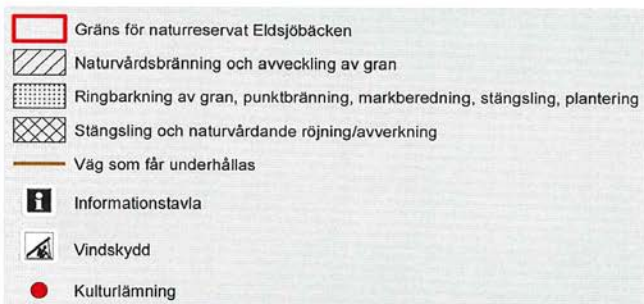 Gräns för naturreservat Eldsjöbäcken
Naturvårdsbränning och avveckling av gran
Ringbarkning av gran, punktbränning, markberedning, stängsling, plantering
Stängsling och naturvårdande röjning/avverkning
Väg som får underhållas
Informationstavla
Vindskydd
Kulturlämning